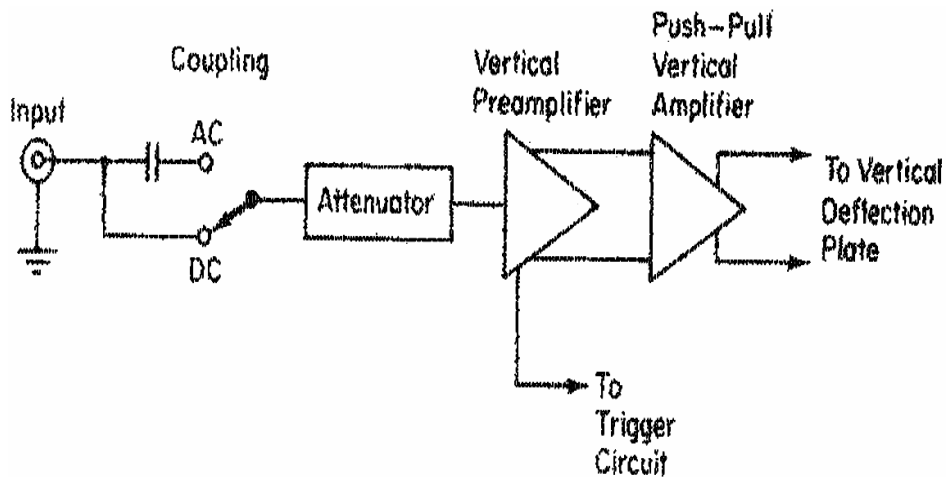 Coupling
Input
AC
DC
Attenuator
Vertical
Preamplifier
Push-Pull
Vertical
Amplifier
To Vertical
Deflection
Plate
To
Trigger
Circuit